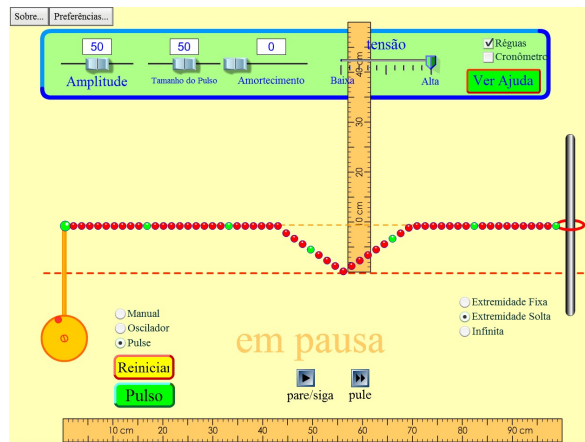 Sobre... Preferências...
50 50 0 tensão Réguas
Cronômetro
Amplitude Tamanho do Pulso Amortecimento Baixa Alta Ver Ajuda
40 cm
30
20
10 cm
Manual
Oscilador
Pulse
Extremidade Fixa
Extremidade Solta
Infinita
em pausa
Reiniciar
Pulso
pare/siga pule
10 cm 20 30 40 50 60 70 80 90 cm